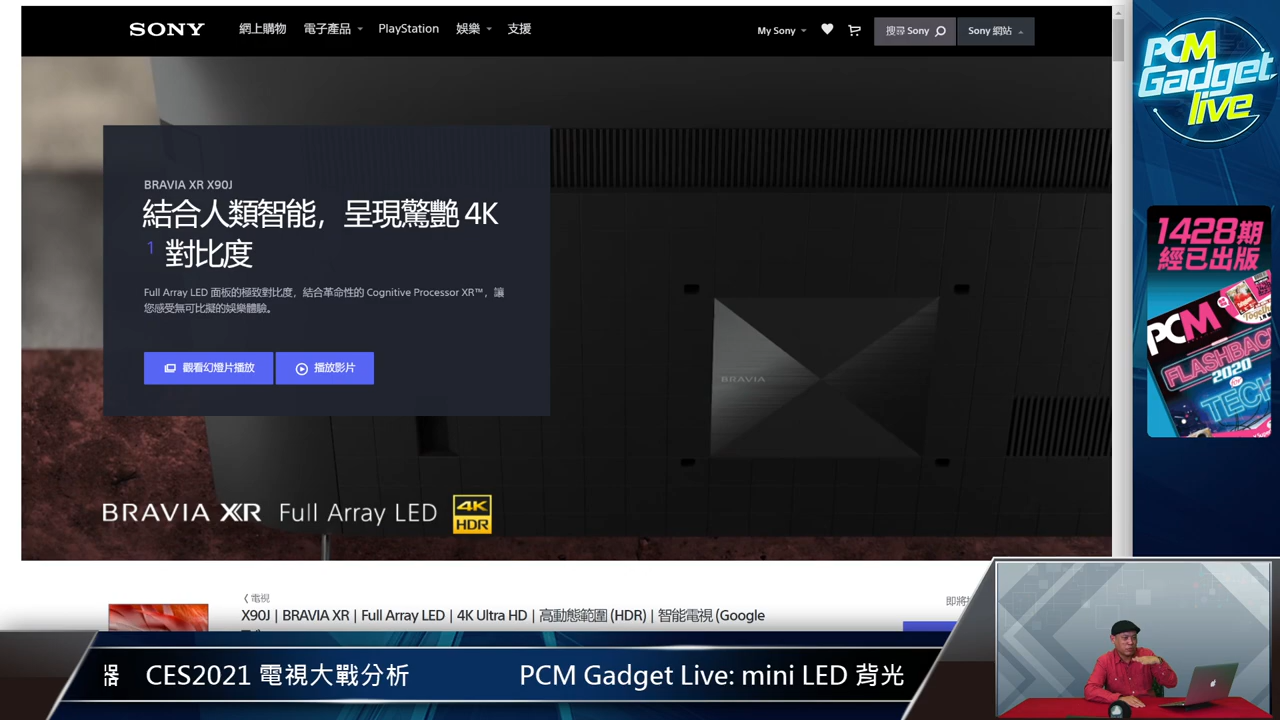 SONY
網上購物
電子產品
PlayStation
娛樂
支援
My Sony
搜尋 Sony
Sony 網站
PCM
Gadget
live
BRAVIA XR X90J
結合人類智能，呈現驚艷 4K
1 對比度
Full Array LED 面板的極致對比度，結合革命性的 Cognitive Processor XR™，讓
您感受無可比擬的娛樂體驗。
觀看幻燈片播放
播放影片
BRAVIA
BRAVIA XR Full Array LED 4K HDR
1428期
經已出版
PCM
FLASHBACK
2020
TECH
電視
X90J | BRAVIA XR | Full Array LED | 4K Ultra HD | 高動態範圍 (HDR) | 智能電視 (Google
即將
CES2021 電視大戰分析
PCM Gadget Live: mini LED 背光